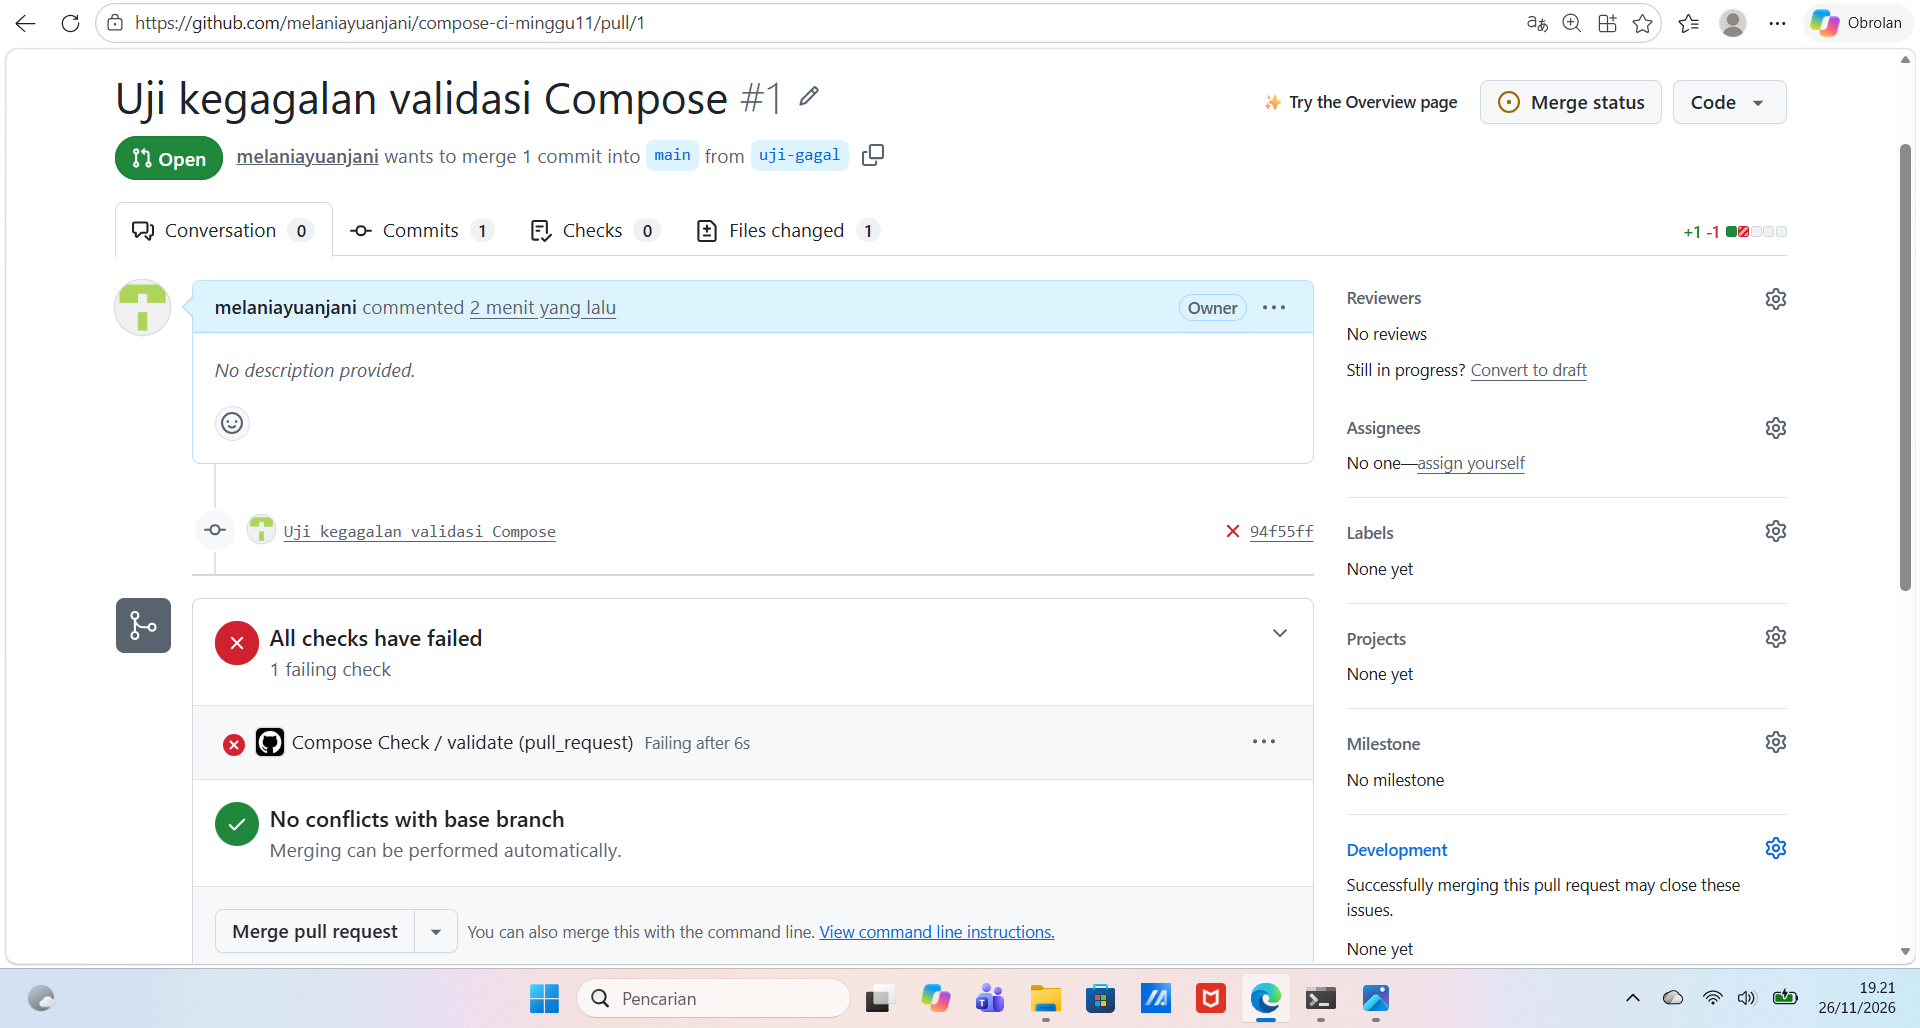 https://github.com/melaniayuanjani/compose-ci-minggu11/pull/1
Obrolan
Uji kegagalan validasi Compose #1
Try the Overview page
Merge status
Code
Open
melaniayuanjani wants to merge 1 commit into main from uji-gagal
Conversation 0
Commits 1
Checks 0
Files changed 1
+1 -1
melaniayuanjani commented 2 menit yang lalu
Owner
No description provided.
Uji kegagalan validasi Compose
94f55ff
All checks have failed
1 failing check
Compose Check / validate (pull_request) Failing after 6s
No conflicts with base branch
Merging can be performed automatically.
Merge pull request
You can also merge this with the command line. View command line instructions.
Reviewers
No reviews
Still in progress? Convert to draft
Assignees
No one—assign yourself
Labels
None yet
Projects
None yet
Milestone
No milestone
Development
Successfully merging this pull request may close these
issues.
None yet
Pencarian
19.21
26/11/2026